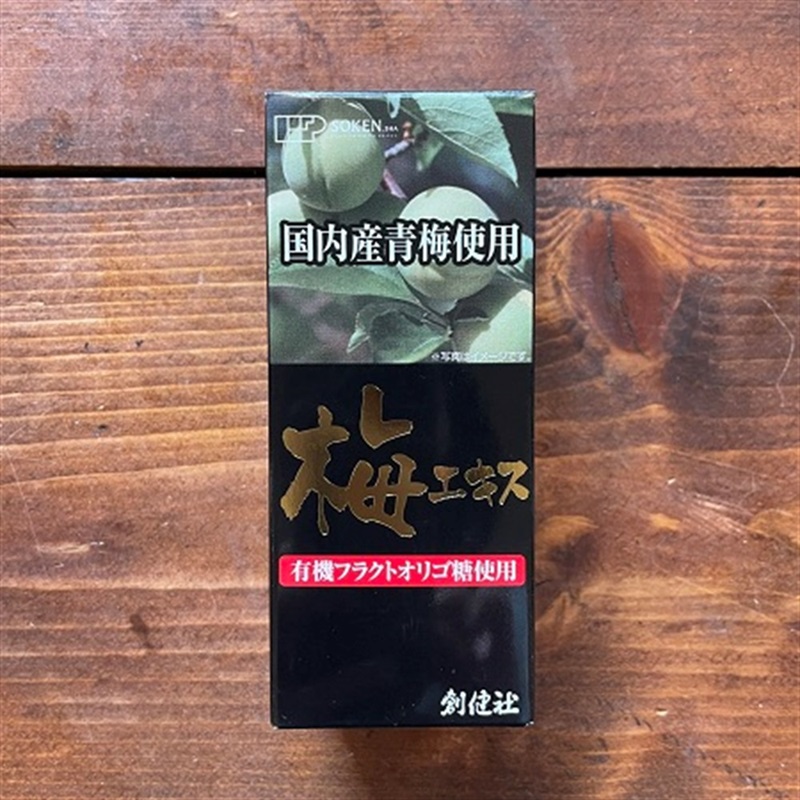 SOKEN.SHA
国内産青梅使用
※写真はイメージです
梅エキス
有機フラクトオリゴ糖使用
創健社